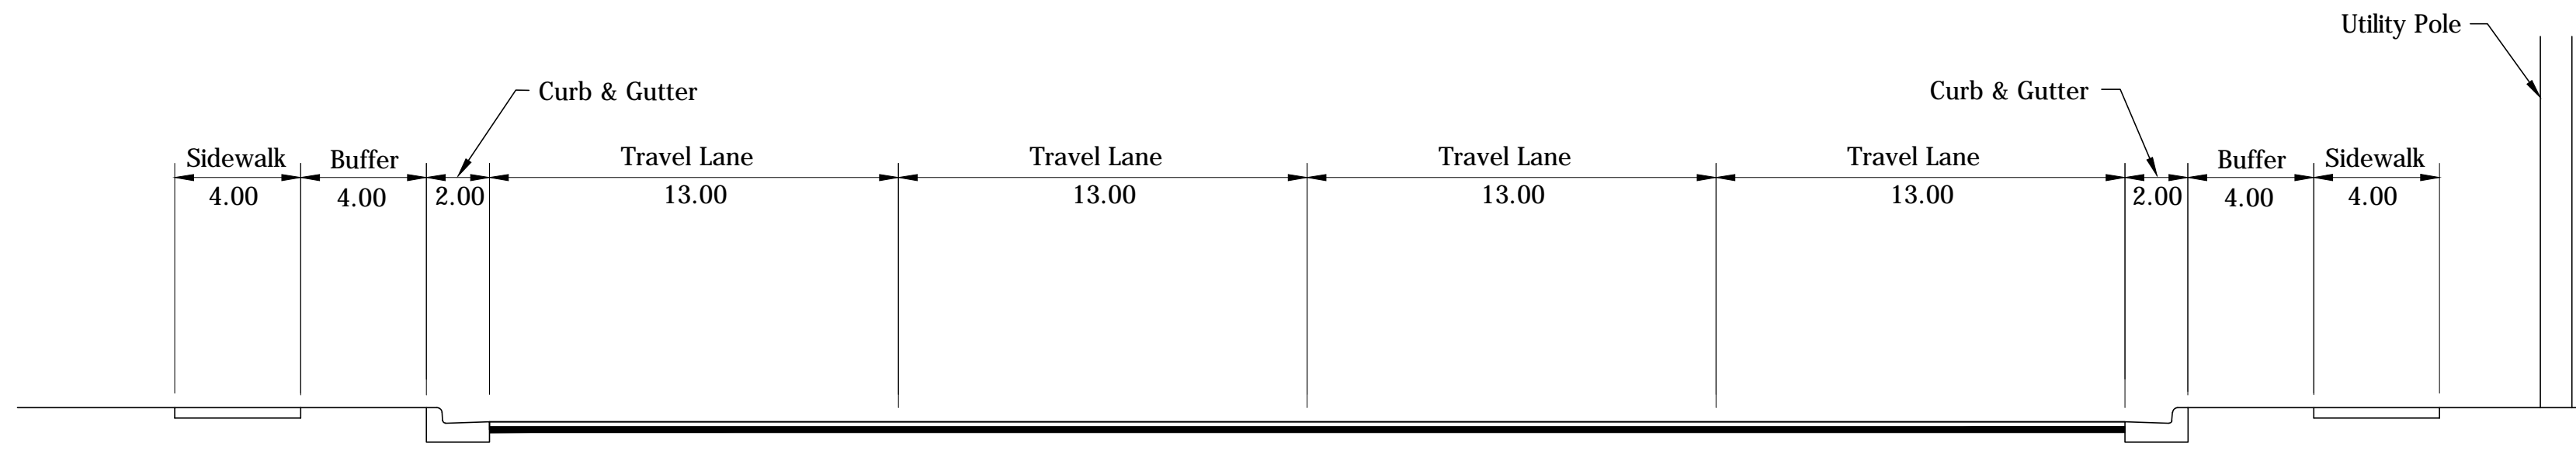 Utility Pole
Curb & Gutter
Curb & Gutter
Sidewalk
Buffer
Travel Lane
Travel Lane
Travel Lane
Travel Lane
Buffer
Sidewalk
4.00
4.00
2.00
13.00
13.00
13.00
13.00
2.00
4.00
4.00